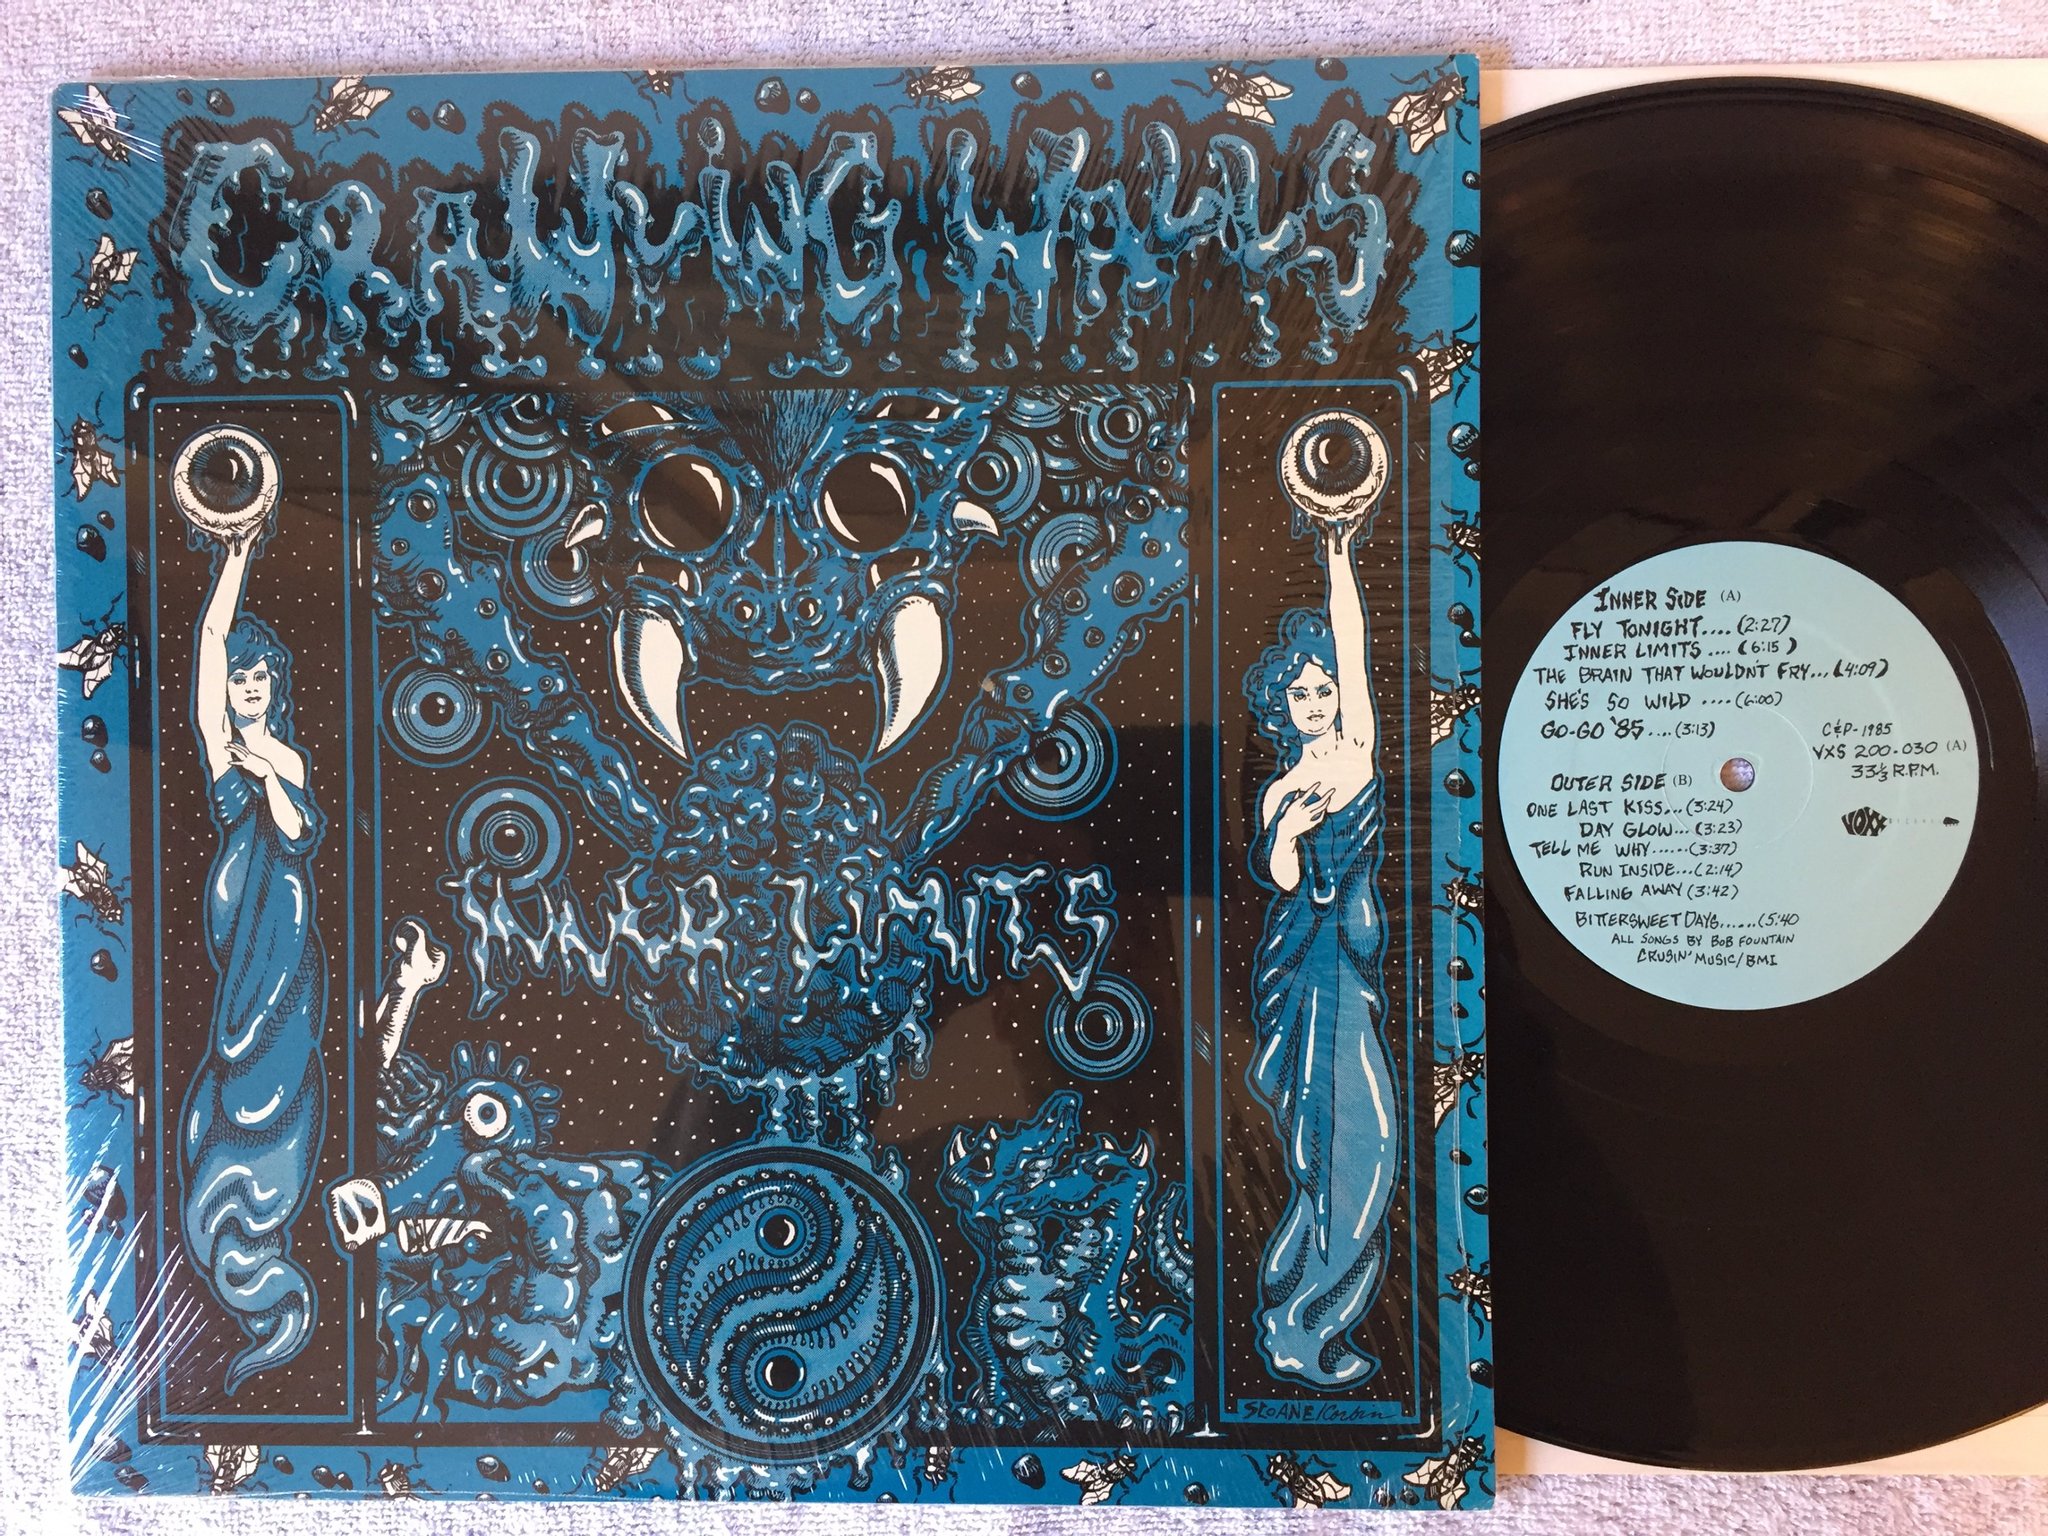 CRAWLING WALLS
INNER LIMITS
SLOANE/Corbin
INNER SIDE (A)
FLY TONIGHT....(2:27)
INNER LIMITS....(6:15)
THE BRAIN THAT WOULDN'T FRY...(4:09)
SHE'S SO WILD ....(6:00)
GO-GO '85....(3:13)
C&P-1985
VXS 200-030 (A)
33⅓ R.P.M.
OUTER SIDE (B)
ONE LAST KISS...(3:24)
DAY GLOW...(3:23)
TELL ME WHY......(3:37)
RUN INSIDE...(2:14)
FALLING AWAY (3:42)
BITTERSWEET DAYS......(5:40
ALL SONGS BY BOB FOUNTAIN
CRUSIN' MUSIC/BMI
VOXX RECORDS